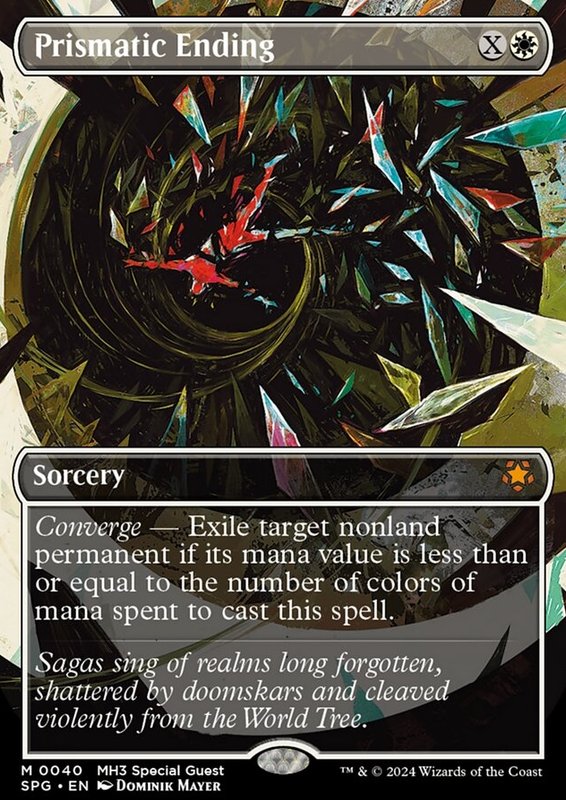 Prismatic Ending X
Sorcery
Converge — Exile target nonland
permanent if its mana value is less than
or equal to the number of colors of
mana spent to cast this spell.
Sagas sing of realms long forgotten,
shattered by doomskars and cleaved
violently from the World Tree.
M 0040 MH3 Special Guest ™ & © 2024 Wizards of the Coast
SPG • EN Dominik Mayer